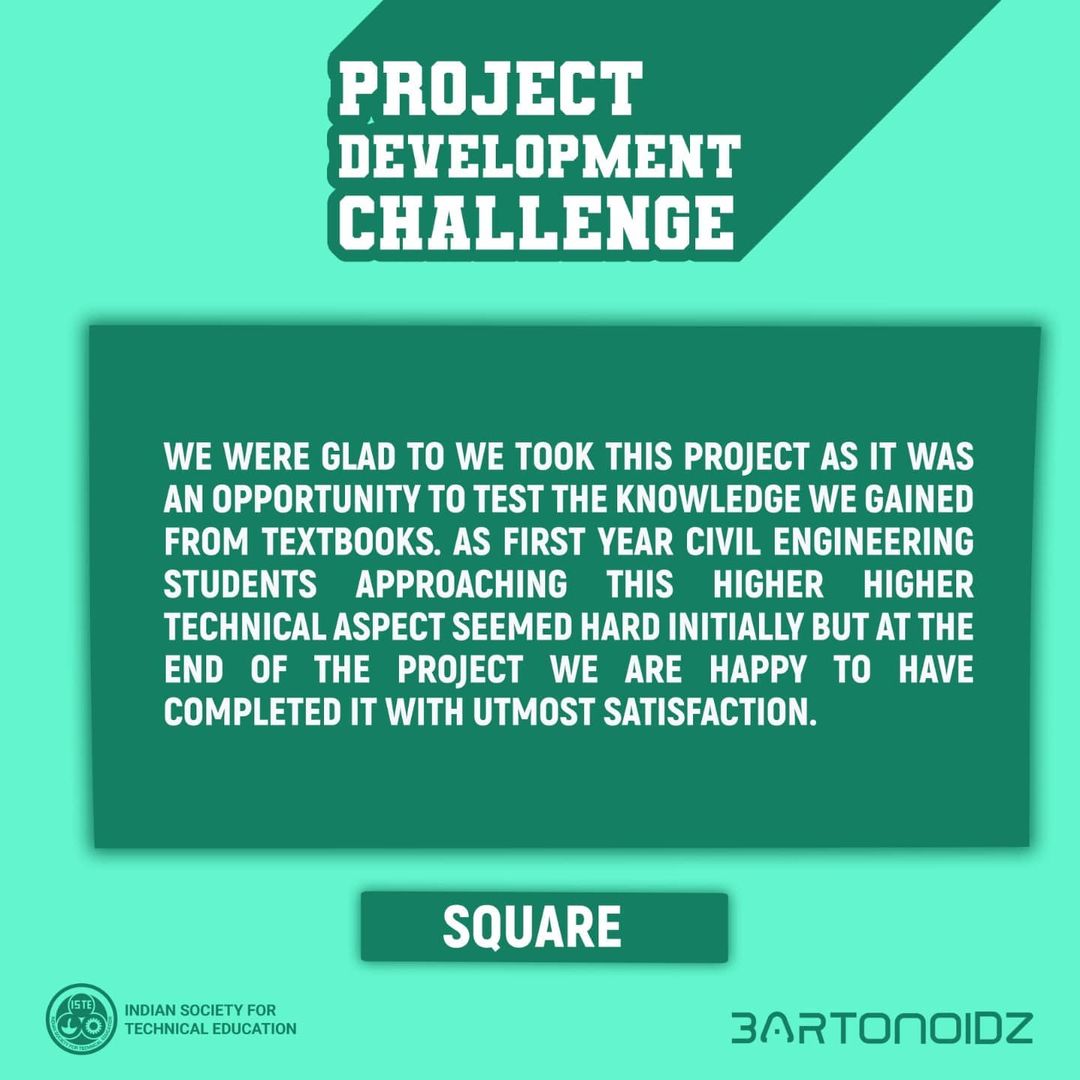 PROJECT
DEVELOPMENT
CHALLENGE
WE WERE GLAD TO WE TOOK THIS PROJECT AS IT WAS
AN OPPORTUNITY TO TEST THE KNOWLEDGE WE GAINED
FROM TEXTBOOKS. AS FIRST YEAR CIVIL ENGINEERING
STUDENTS APPROACHING THIS HIGHER HIGHER
TECHNICAL ASPECT SEEMED HARD INITIALLY BUT AT THE
END OF THE PROJECT WE ARE HAPPY TO HAVE
COMPLETED IT WITH UTMOST SATISFACTION.
SQUARE
ISTE
INDIAN SOCIETY FOR
TECHNICAL EDUCATION
BARTONOIDZ